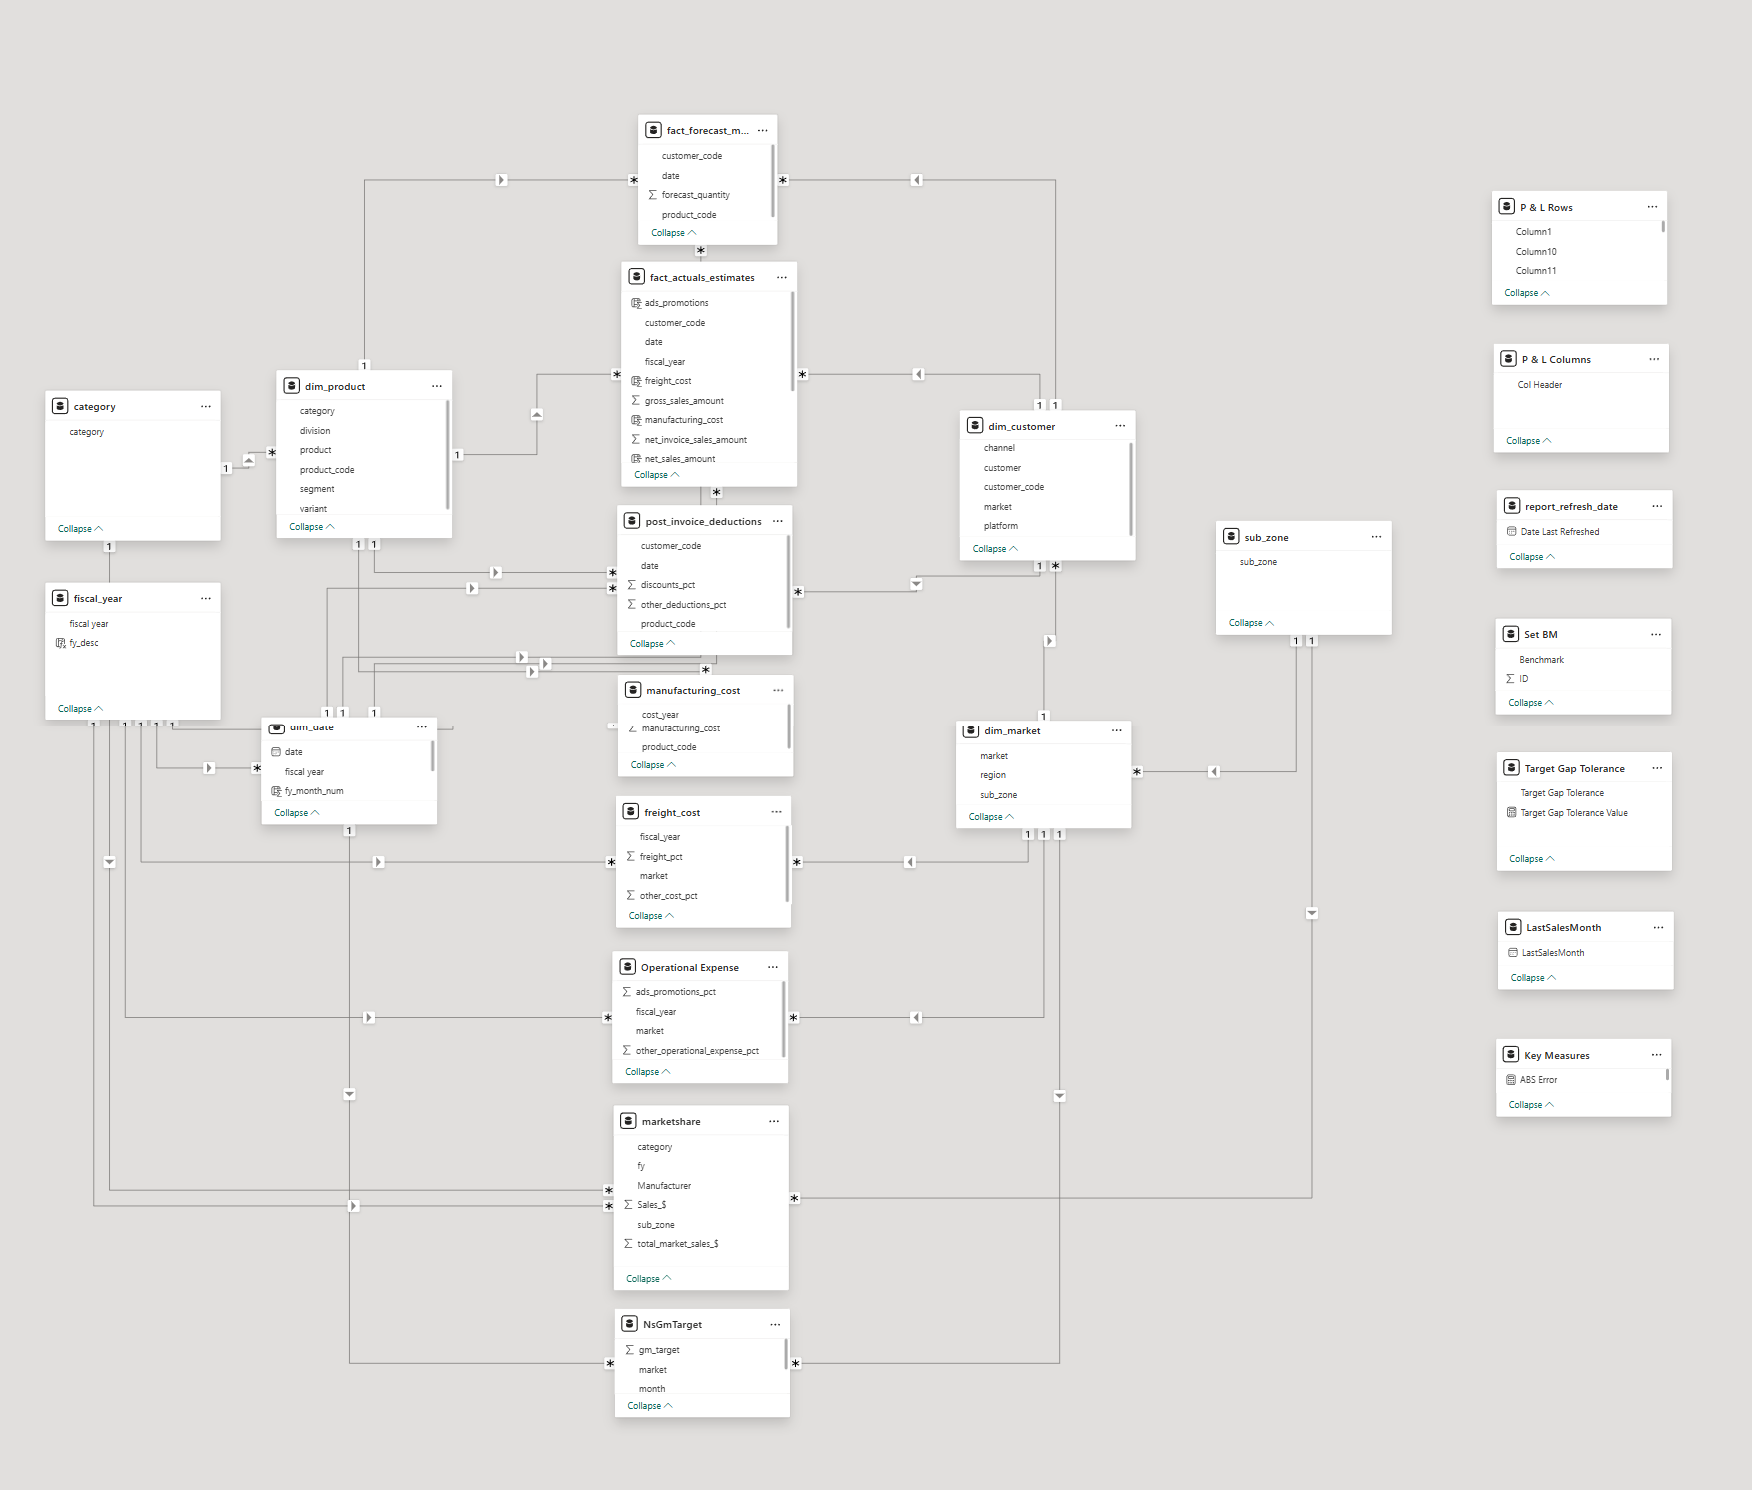 fact_forecast_m...
customer_code
date
forecast_quantity
product_code
Collapse
fact_actuals_estimates
ads_promotions
customer_code
date
fiscal_year
freight_cost
gross_sales_amount
manufacturing_cost
net_invoice_sales_amount
net_sales_amount
Collapse
category
category
Collapse
dim_product
category
division
product
product_code
segment
variant
Collapse
dim_customer
channel
customer
customer_code
market
platform
Collapse
post_invoice_deductions
customer_code
date
discounts_pct
other_deductions_pct
product_code
Collapse
sub_zone
sub_zone
Collapse
fiscal_year
fiscal year
fy_desc
Collapse
manufacturing_cost
cost_year
manufacturing_cost
product_code
Collapse
dim_date
date
fiscal year
fy_month_num
Collapse
dim_market
market
region
sub_zone
Collapse
freight_cost
fiscal_year
freight_pct
market
other_cost_pct
Collapse
Operational Expense
ads_promotions_pct
fiscal_year
market
other_operational_expense_pct
Collapse
marketshare
category
fy
Manufacturer
Sales_$
sub_zone
total_market_sales_$
Collapse
NsGmTarget
gm_target
market
month
Collapse
P & L Rows
Column1
Column10
Column11
Collapse
P & L Columns
Col Header
Collapse
report_refresh_date
Date Last Refreshed
Collapse
Set BM
Benchmark
ID
Collapse
Target Gap Tolerance
Target Gap Tolerance
Target Gap Tolerance Value
Collapse
LastSalesMonth
LastSalesMonth
Collapse
Key Measures
ABS Error
Collapse